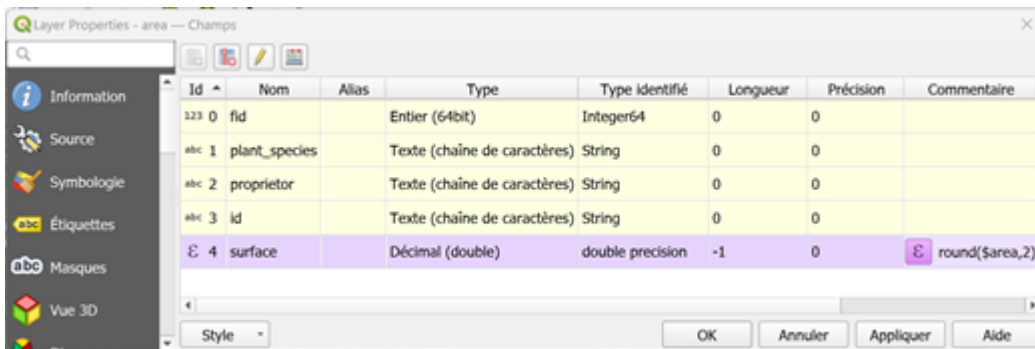 Layer Properties - area — Champs
Id Nom Alias Type Type identifié Longueur Précision Commentaire
Information
123 0 fid Entier (64bit) Integer64 0 0
abc 1 plant_species Texte (chaîne de caractères) String 0 0
Source
abc 2 proprietor Texte (chaîne de caractères) String 0 0
Symbologie
abc 3 id Texte (chaîne de caractères) String 0 0
abc Étiquettes
ε 4 surface Décimal (double) double precision -1 0 ε round($area,2)
abc Masques
Vue 3D
Style OK Annuler Appliquer Aide